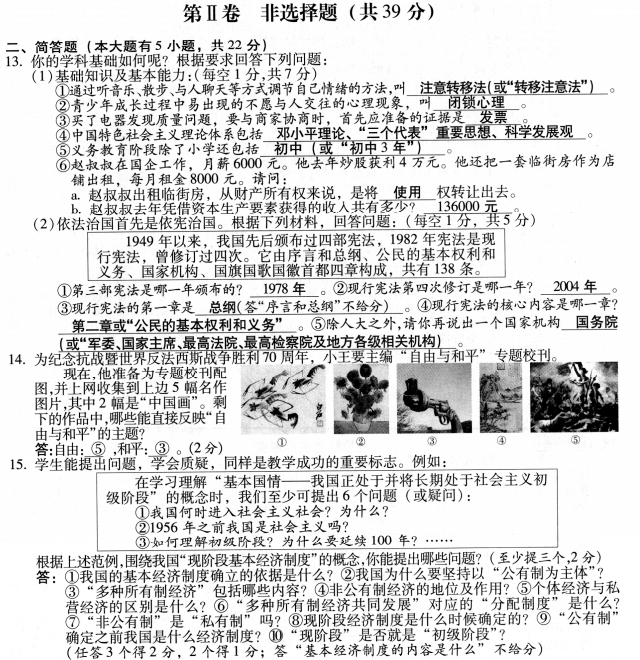 第Ⅱ卷 非选择题（共39分）
二、简答题（本大题有5小题，共22分）
13. 你的学科基础如何呢？根据要求回答下列问题：
（1）基础知识及基本能力：（每空1分，共7分）
①通过听音乐、散步、与人聊天等方式调节自己情绪的方法，叫 注意转移法（或“转移注意法”） 。
②青少年成长过程中易出现的不愿与人交往的心理现象，叫 闭锁心理 。
③买了电器发现质量问题，要与商家协商时，首先应准备的证据是 发票 。
④中国特色社会主义理论体系包括 邓小平理论、“三个代表”重要思想、科学发展观 。
⑤义务教育阶段除了小学还包括 初中（或“初中3年”） 。
⑥赵叔叔在国企工作，月薪6000元。他去年炒股获利4万元。他还把一套临街房作为店
铺出租，每月租金8000元。请问：
a. 赵叔叔出租临街房，从财产所有权来说，是将 使用 权转让出去。
b. 赵叔叔去年凭借资本生产要素获得的收入共有多少？ 136000元 。
（2）依法治国首先是依宪治国。根据下列材料，回答问题：（每空1分，共5分）
1949年以来，我国先后颁布过四部宪法，1982年宪法是现
行宪法，曾修订过四次。它由序言和总纲、公民的基本权利和
义务、国家机构、国旗国歌国徽首都四章构成，共有138条。
①第三部宪法是哪一年颁布的？ 1978年 。②现行宪法第四次修订是哪一年？ 2004年 。
③现行宪法的第一章是 总纲（答“序言和总纲”不给分） 。④现行宪法的核心内容是哪一章？
第二章或“公民的基本权利和义务” 。⑤除人大之外，请你再说出一个国家机构 国务院
（或“军委、国家主席、最高法院、最高检察院及地方各级相关机构） 。
14. 为纪念抗战暨世界反法西斯战争胜利70周年，小王要主编“自由与和平”专题校刊。
现在，他准备为专题校刊配
图，并上网收集到上边5幅名作
图片，其中2幅是“中国画”。剩
下的作品中，哪些能直接反映“自
由与和平”的主题？
答：自由：⑤，和平：③。（2分）
① ② ③ ④ ⑤
15. 学生能提出问题，学会质疑，同样是教学成功的重要标志。例如：
在学习理解“基本国情——我国正处于并将长期处于社会主义初
级阶段”的概念时，我们至少可提出6个问题（或疑问）：
①我国何时进入社会主义社会？为什么？
②1956年之前我国是社会主义吗？
③如何理解初级阶段？为什么要延续100年？……
根据上述范例，围绕我国“现阶段基本经济制度”的概念，你能提出哪些问题？（至少提三个，2分）
答：①我国的基本经济制度确立的依据是什么？②我国为什么要坚持以“公有制为主体”？
③“多种所有制经济”包括哪些内容？④非公有制经济的地位及作用？⑤个体经济与私
营经济的区别是什么？⑥“多种所有制经济共同发展”对应的“分配制度”是什么？
⑦“非公有制”是“私有制”吗？⑧现阶段经济制度是什么时候确定的？⑨“公有制”
确定之前我国是什么经济制度？⑩“现阶段”是否就是“初级阶段”？
（任答3个得2分，2个得1分；答“基本经济制度的内容是什么”不给分）